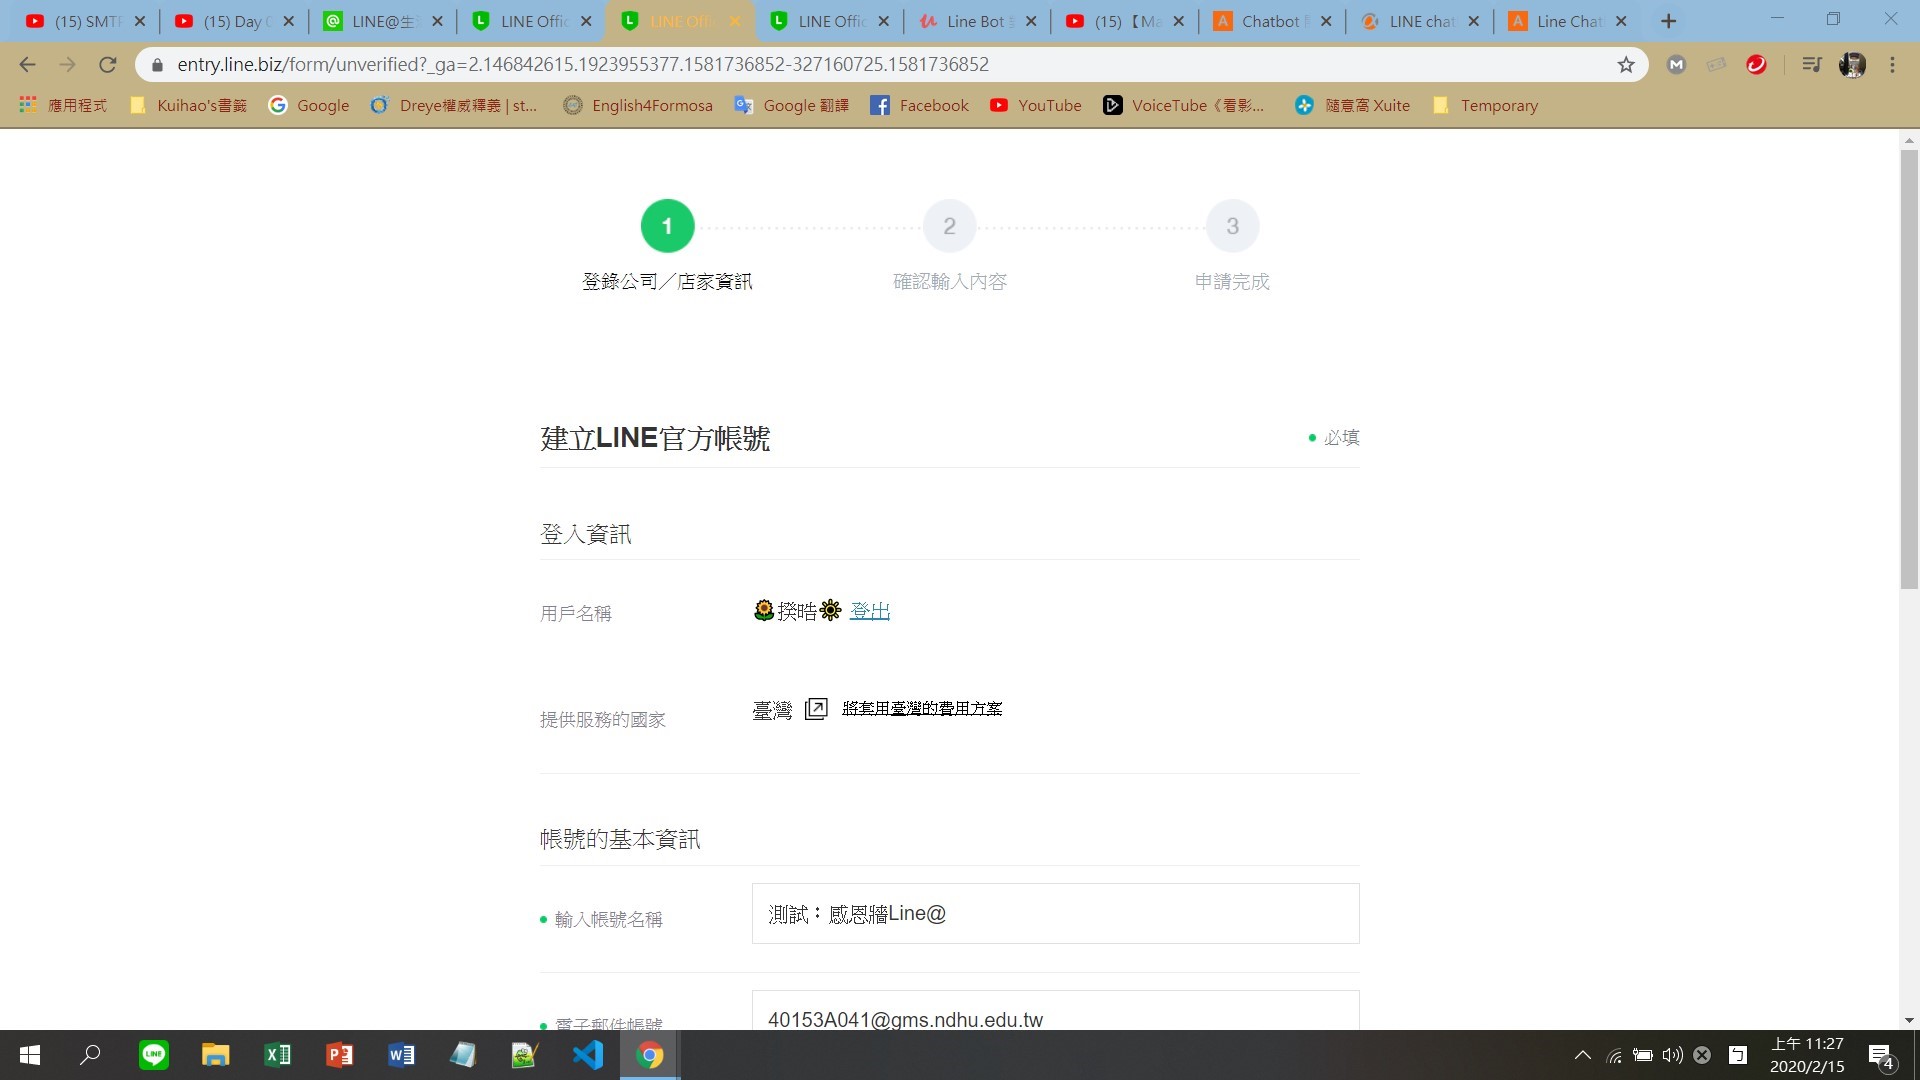 (15) SMTP
(15) Day 0
LINE@生
LINE Offic
LINE Offi
LINE Offic
Line Bot
(15)【Ma
Chatbot
LINE chat
Line Chat
entry.line.biz/form/unverified?_ga=2.146842615.1923955377.1581736852-327160725.1581736852
應用程式
Kuihao's書籤
Google
Dreye權威釋義 | st...
English4Formosa
Google 翻譯
Facebook
YouTube
VoiceTube《看影...
隨意窩 Xuite
Temporary
1
2
3
登錄公司／店家資訊
確認輸入內容
申請完成
建立LINE官方帳號
必填
登入資訊
用戶名稱
🌻揆晧☀ 登出
提供服務的國家
臺灣 將套用臺灣的費用方案
帳號的基本資訊
輸入帳號名稱
測試：感恩牆Line@
電子郵件帳號
40153A041@gms.ndhu.edu.tw
上午 11:27
2020/2/15
4